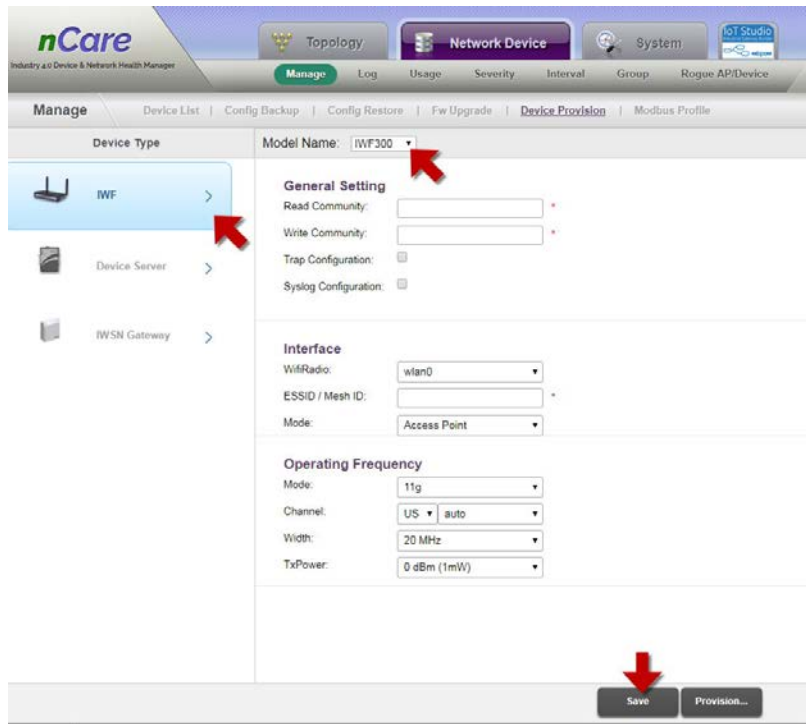 nCare
Industry 4.0 Device & Network Health Manager
Topology Network Device System IoT Studio
Manage Log Usage Severity Interval Group Rogue AP/Device
Manage Device List | Config Backup | Config Restore | Fw Upgrade | Device Provision | Modbus Profile
Device Type Model Name: IWF300
IWF
Device Server
IWSN Gateway
General Setting
Read Community: *
Write Community: *
Trap Configuration:
Syslog Configuration:
Interface
WifiRadio: wlan0
ESSID / Mesh ID: *
Mode: Access Point
Operating Frequency
Mode: 11g
Channel: US auto
Width: 20 MHz
TxPower: 0 dBm (1mW)
Save Provision...